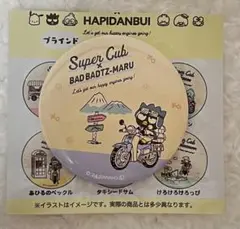 HAPIDANBUI
Let's get our happy engines going!
ブラインド
Super Cub
×
BAD BADTZ-MARU
Let's get our happy engines going!
あひるのペックル
タキシードサム
けろけろけろっぴ
※イラストはイメージです。実際の商品とは多少異なります。